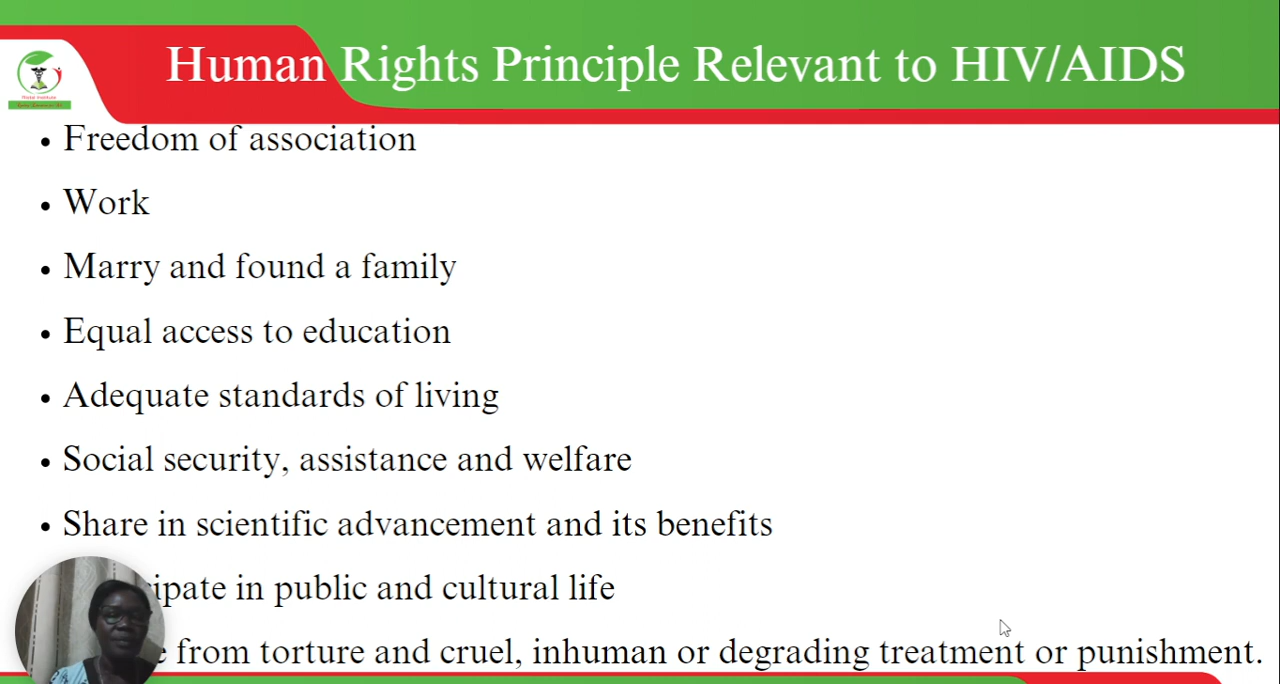 Human Rights Principle Relevant to HIV/AIDS
• Freedom of association
• Work
• Marry and found a family
• Equal access to education
• Adequate standards of living
• Social security, assistance and welfare
• Share in scientific advancement and its benefits
cipate in public and cultural life
e from torture and cruel, inhuman or degrading treatment or punishment.